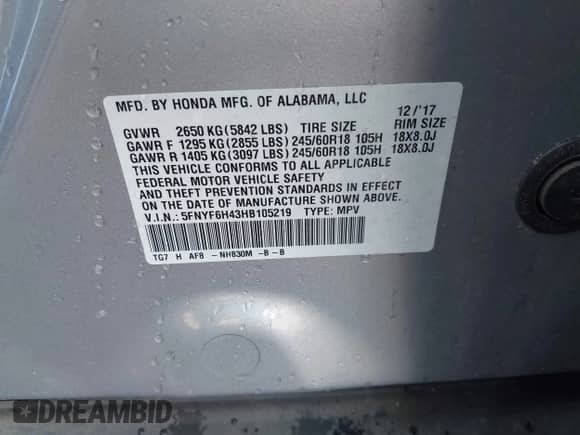 MFD. BY HONDA MFG. OF ALABAMA, LLC 12/'17
GVWR 2650 KG(5842 LBS) TIRE SIZE RIM SIZE
GAWR F 1295 KG(2855 LBS)245/60R18 105H 18X8.0J
GAWR R 1405 KG(3097 LBS)245/60R18 105H 18X8.0J
THIS VEHICLE CONFORMS TO ALL APPLICABLE
FEDERAL MOTOR VEHICLE SAFETY
AND THEFT PREVENTION STANDARDS IN EFFECT
ON THE DATE OF MANUFACTURE SHOWN ABOVE.
V.I.N.: 5FNYF6H43HB105219 TYPE: MPV
TG7 H AF8 -NH830M -B-B
DREAMBID